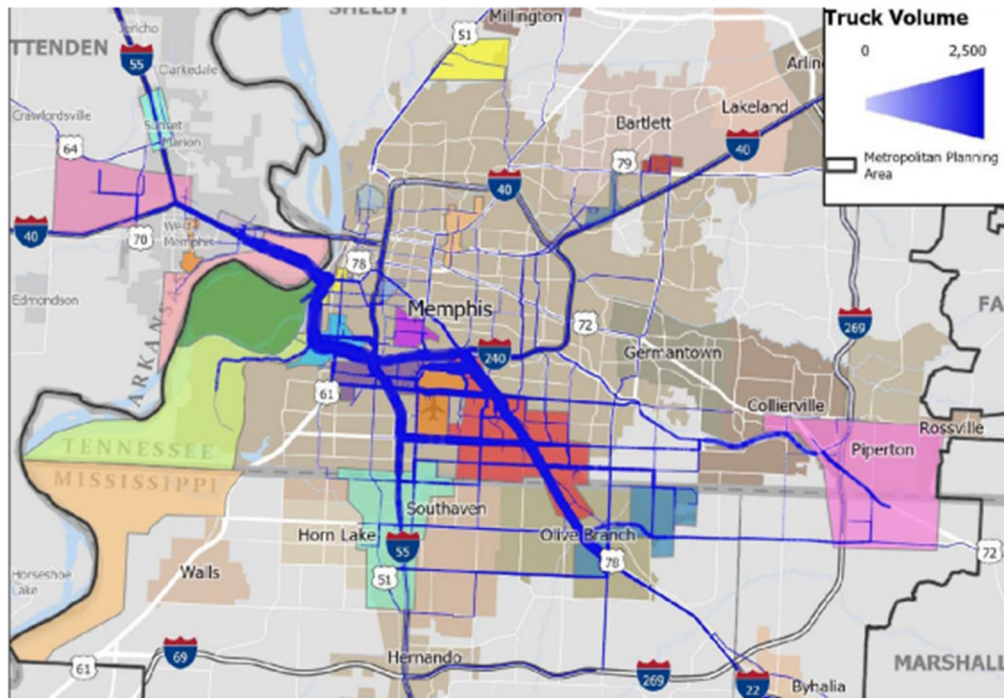 SHELBY
Millington
51
Truck Volume
0 2,500
Metropolitan Planning
Area
TTENDEN
Jericho
55
Clarkedale
Crawfordsville
Sunset
Marion
64
Arlin
Lakeland
Bartlett
79
40
40
40
70
West
Memphis
78
Memphis
Edmondson
ARKANSAS
72
269
FA
240
Germantown
61
Collierville
Rossville
Piperton
TENNESSEE
MISSISSIPPI
Southaven
Horn Lake
55
Olive Branch
78
72
51
Walls
Horseshoe
Lake
61
69
Hernando
269
22
Byhalia
MARSHALL